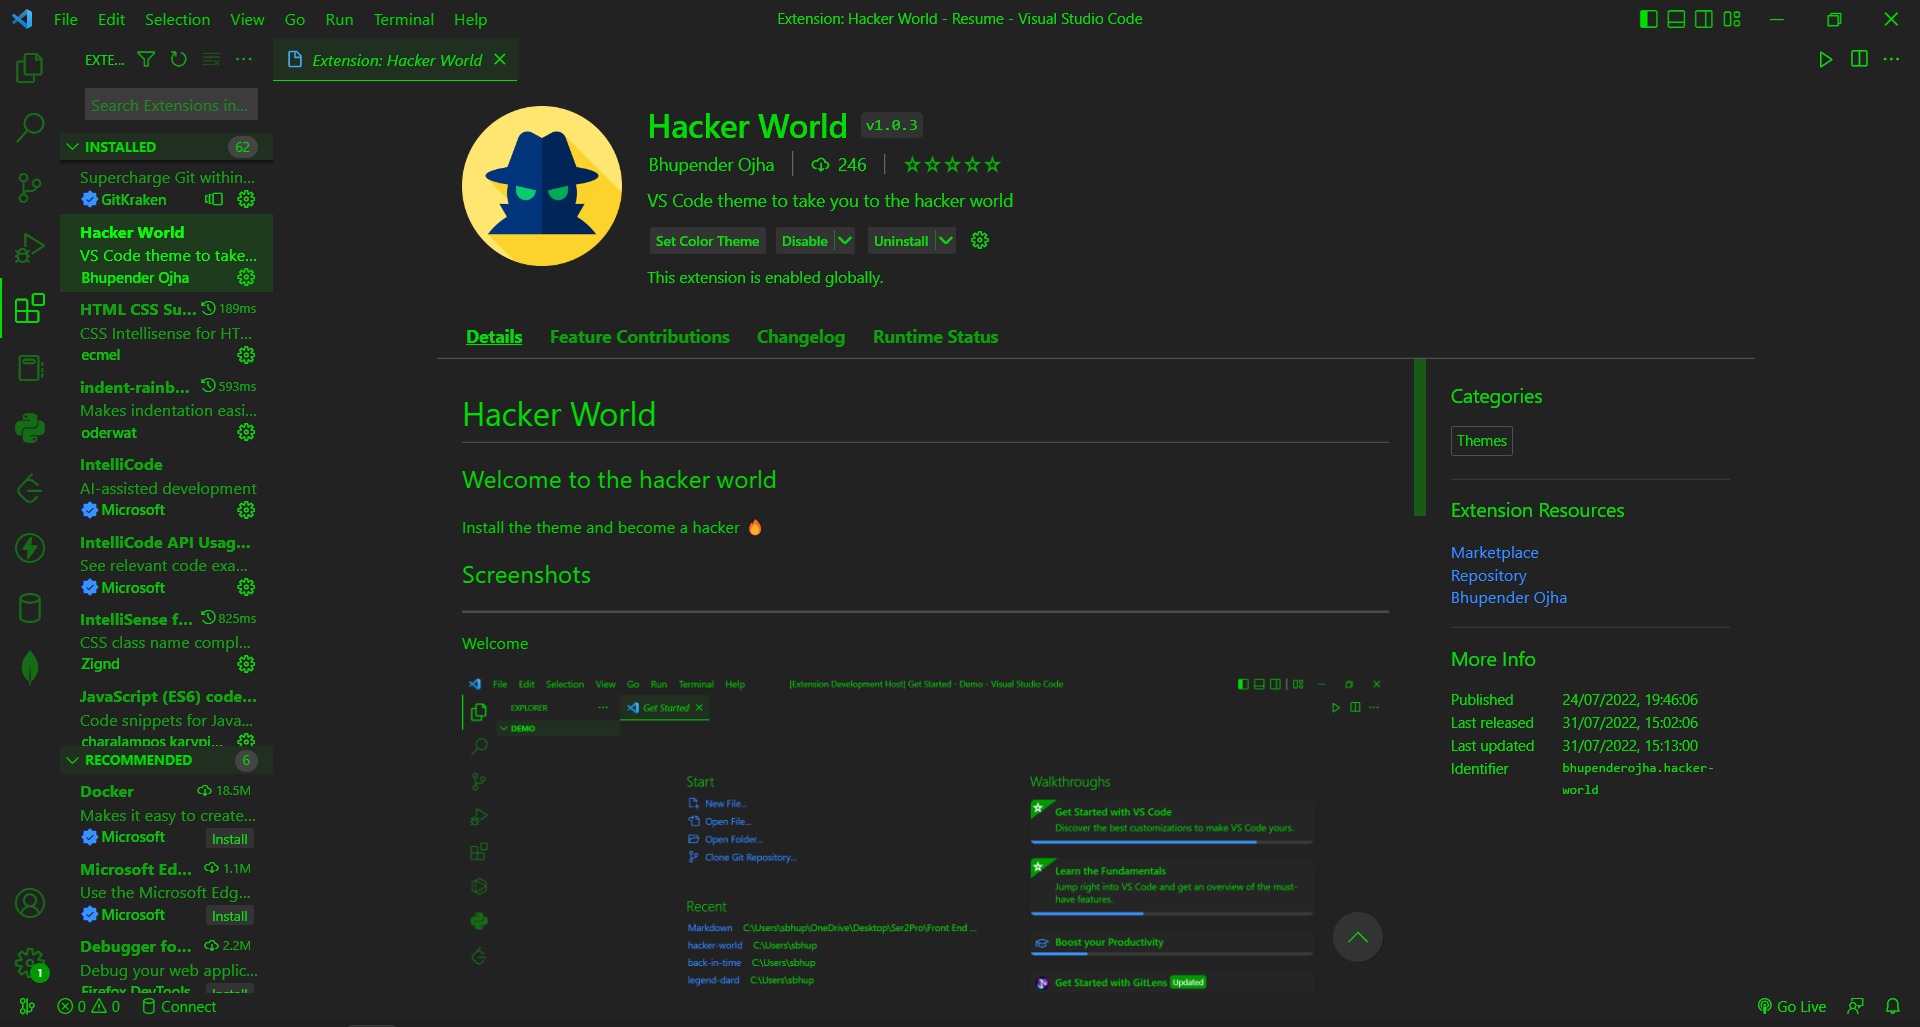 File Edit Selection View Go Run Terminal Help
Extension: Hacker World - Resume - Visual Studio Code
EXTE...
Extension: Hacker World
Search Extensions in...
INSTALLED 62
Supercharge Git within...
GitKraken
Hacker World
VS Code theme to take...
Bhupender Ojha
HTML CSS Su... 189ms
CSS Intellisense for HT...
ecmel
indent-rainb... 593ms
Makes indentation easi...
oderwat
IntelliCode
AI-assisted development
Microsoft
IntelliCode API Usag...
See relevant code exa...
Microsoft
IntelliSense f... 825ms
CSS class name compl...
Zignd
JavaScript (ES6) code...
Code snippets for Java...
charalampos karypi...
RECOMMENDED 6
Docker 18.5M
Makes it easy to create...
Microsoft Install
Microsoft Ed... 1.1M
Use the Microsoft Edg...
Microsoft Install
Debugger fo... 2.2M
Debug your web applic...
Firefox DevTools Install
Hacker World v1.0.3
Bhupender Ojha 246
VS Code theme to take you to the hacker world
Set Color Theme Disable Uninstall
This extension is enabled globally.
Details Feature Contributions Changelog Runtime Status
Hacker World
Welcome to the hacker world
Install the theme and become a hacker 🔥
Screenshots
Welcome
File Edit Selection View Go Run Terminal Help
[Extension Development Host] Get Started - Demo - Visual Studio Code
EXPLORER
Get Started
DEMO
Start
New File...
Open File...
Open Folder...
Clone Git Repository...
Recent
Markdown C:\Users\sbhup\OneDrive\Desktop\Ser2Pro\Front End ...
hacker-world C:\Users\sbhup
back-in-time C:\Users\sbhup
legend-dard C:\Users\sbhup
Walkthroughs
Get Started with VS Code
Discover the best customizations to make VS Code yours.
Learn the Fundamentals
Jump right into VS Code and get an overview of the must-
have features.
Boost your Productivity
Get Started with GitLens Updated
Categories
Themes
Extension Resources
Marketplace
Repository
Bhupender Ojha
More Info
Published 24/07/2022, 19:46:06
Last released 31/07/2022, 15:02:06
Last updated 31/07/2022, 15:13:00
Identifier bhupenderojha.hacker-
world
1
0 0 Connect
Go Live